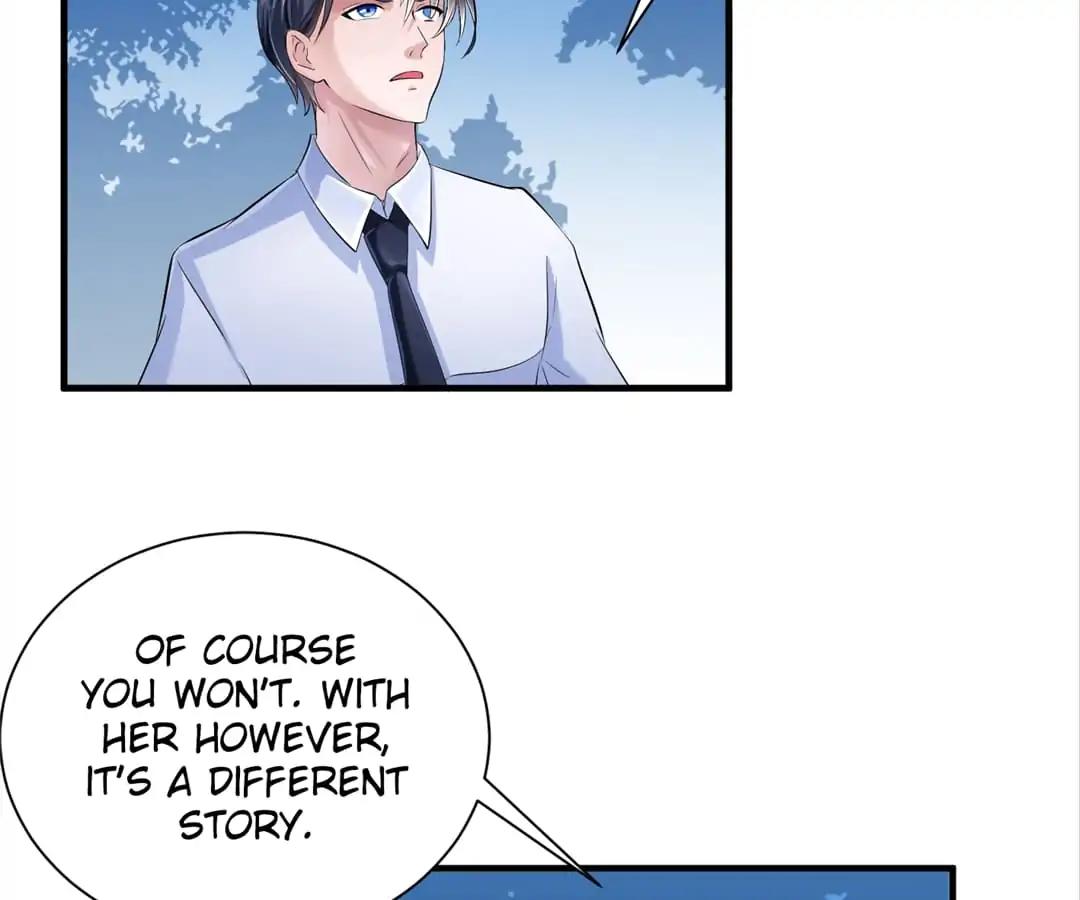 OF COURSE
YOU WON'T. WITH
HER HOWEVER,
IT'S A DIFFERENT
STORY.